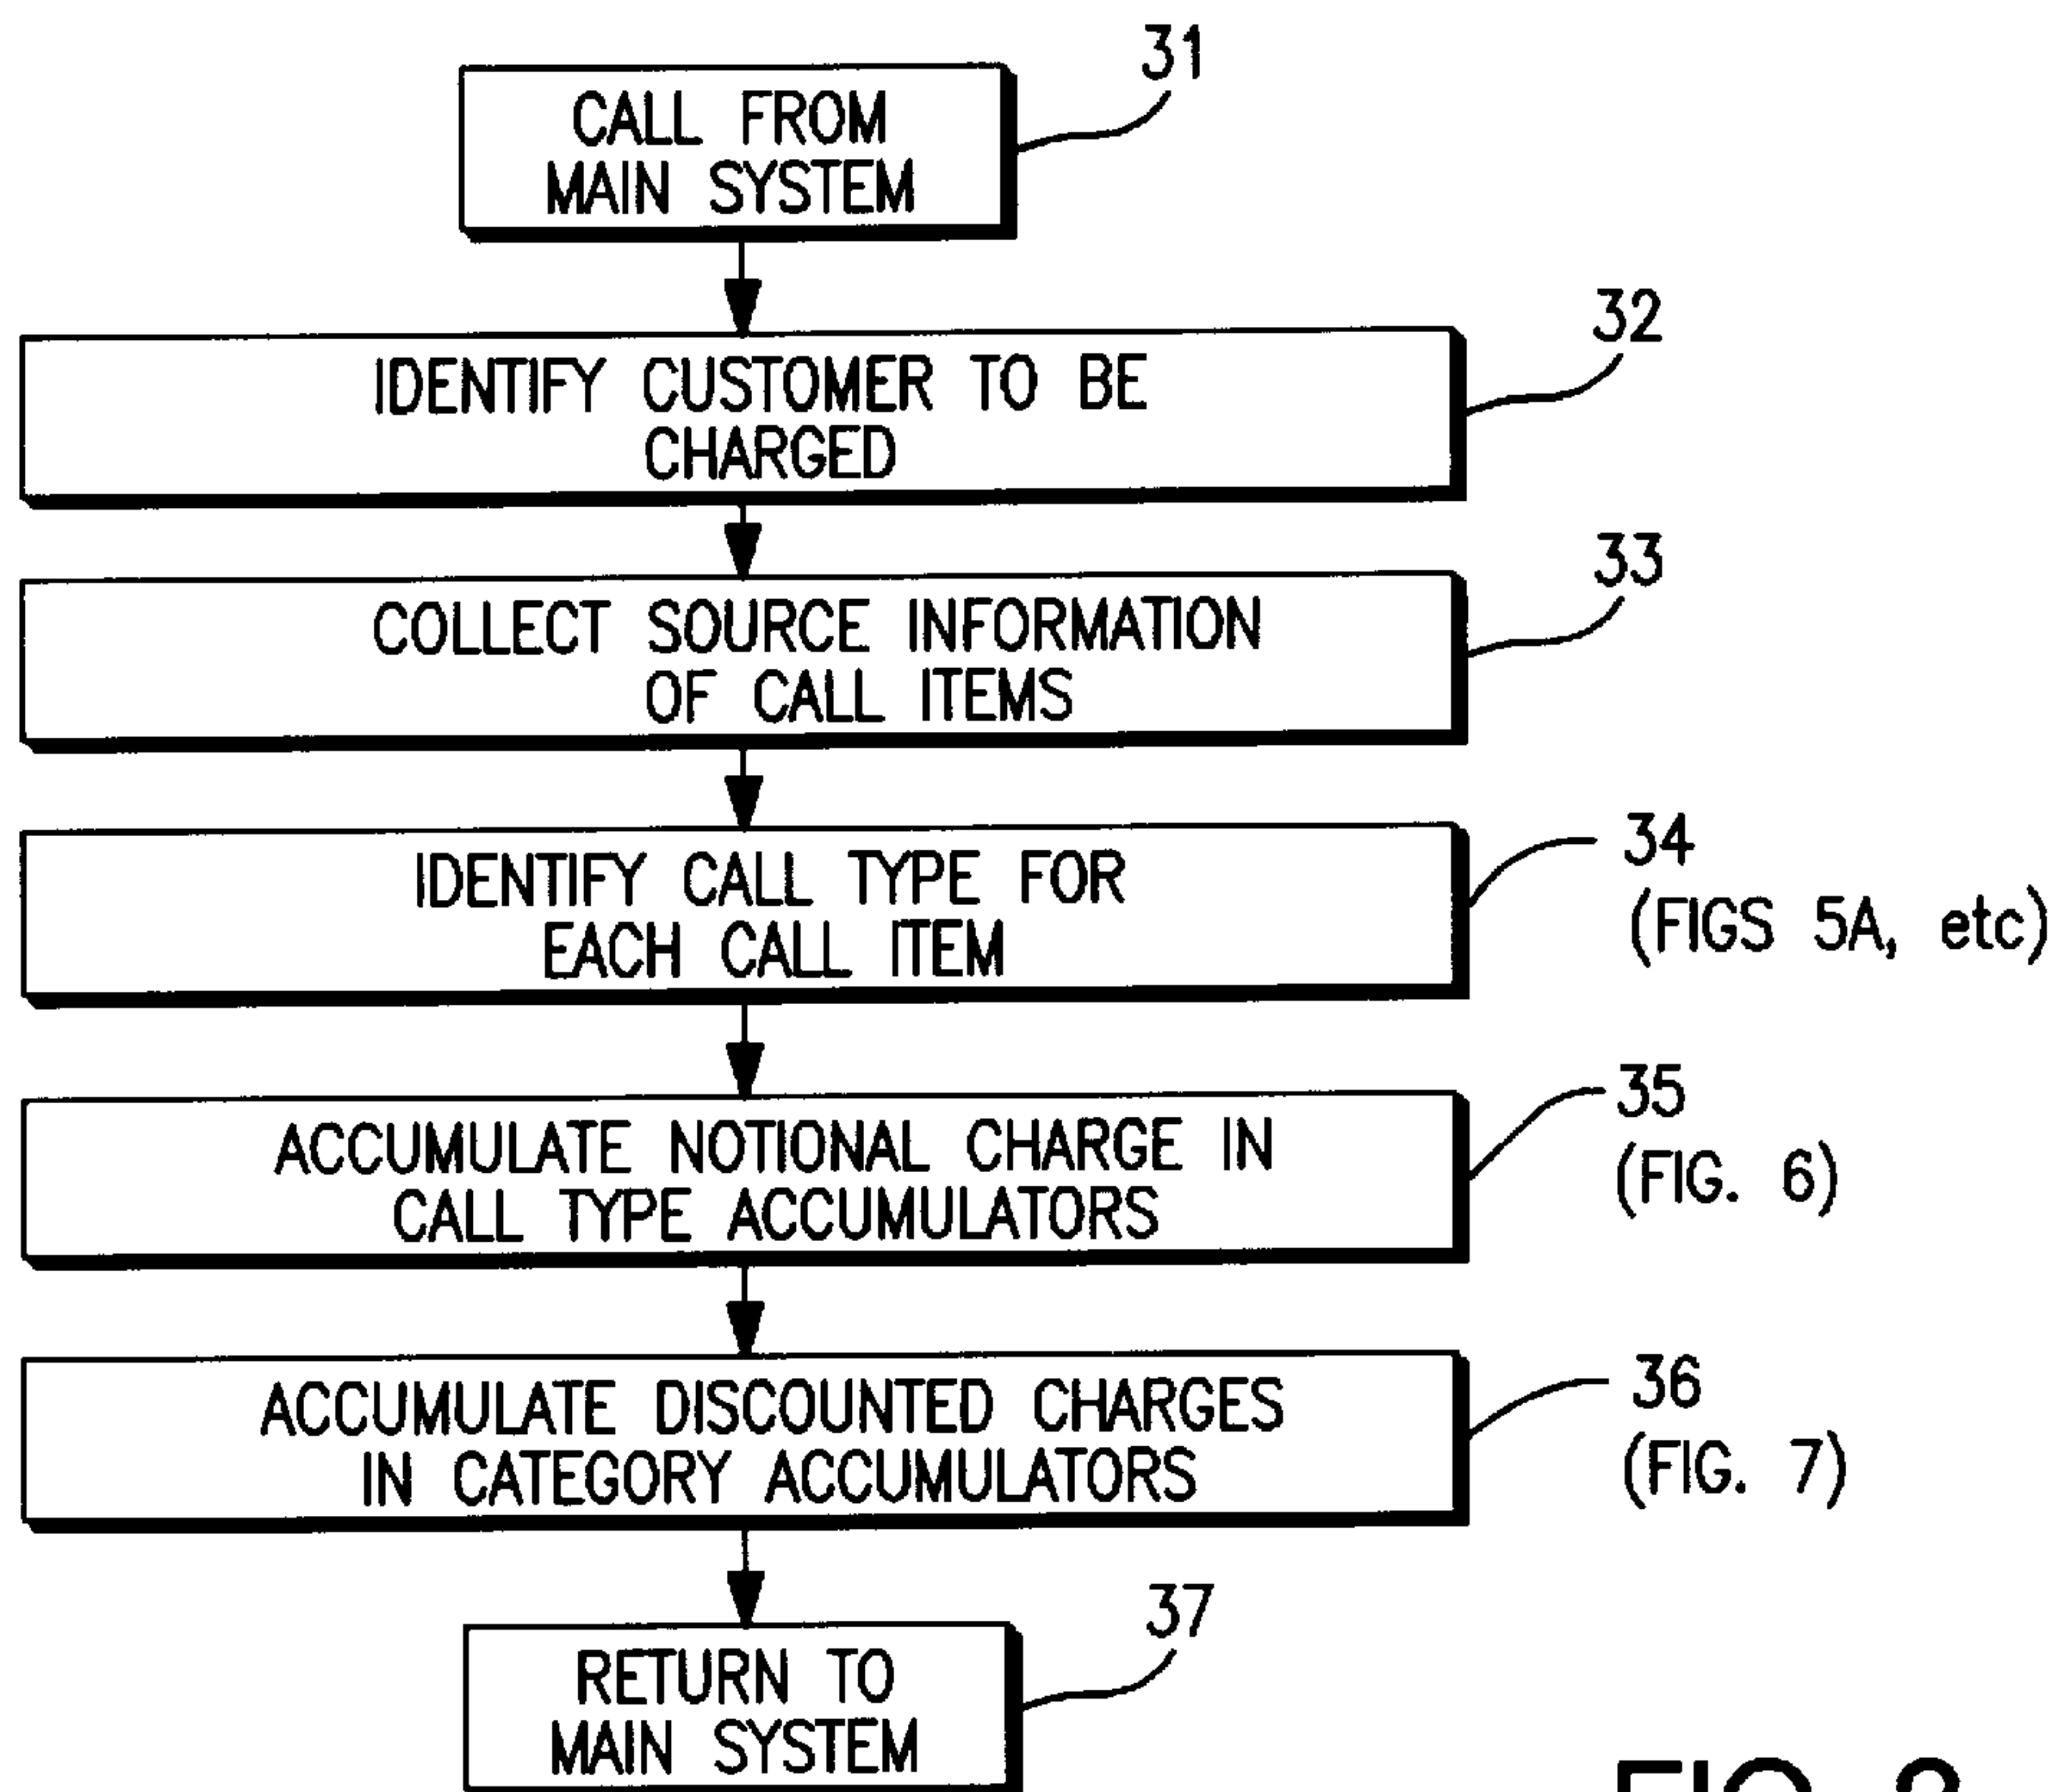 31
CALL FROM
MAIN SYSTEM
32
IDENTIFY CUSTOMER TO BE
CHARGED
33
COLLECT SOURCE INFORMATION
OF CALL ITEMS
34
(FIGS 5A, etc)
IDENTIFY CALL TYPE FOR
EACH CALL ITEM
35
(FIG. 6)
ACCUMULATE NOTIONAL CHARGE IN
CALL TYPE ACCUMULATORS
36
(FIG. 7)
ACCUMULATE DISCOUNTED CHARGES
IN CATEGORY ACCUMULATORS
37
RETURN TO
MAIN SYSTEM